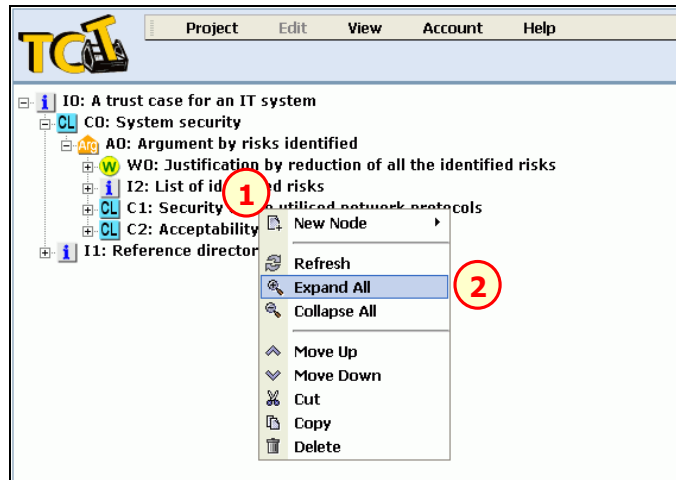 TCT
Project Edit View Account Help
i I0: A trust case for an IT system
CL C0: System security
Arg A0: Argument by risks identified
W W0: Justification by reduction of all the identified risks
i I2: List of id ed risks
1
CL C1: Security utilised network protocols
CL C2: Acceptability
i I1: Reference director
New Node
Refresh
Expand All
2
Collapse All
Move Up
Move Down
Cut
Copy
Delete